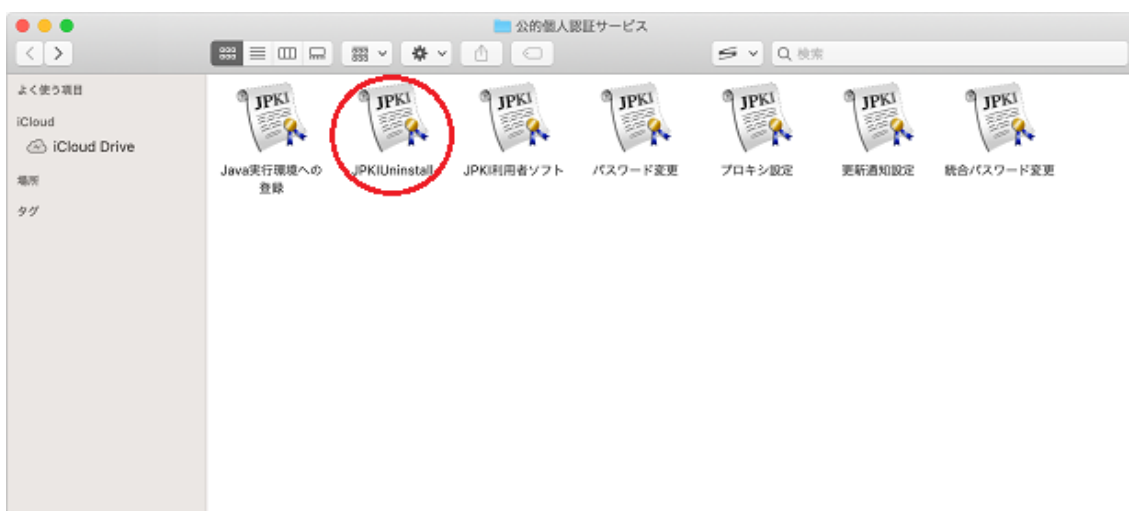 公的個人認証サービス
検索
よく使う項目
iCloud
iCloud Drive
場所
タグ
JPKI
JPKI
JPKI
JPKI
JPKI
JPKI
JPKI
Java実行環境への
登録
JPKIUninstall
JPKI利用者ソフト
パスワード変更
プロキシ設定
更新通知設定
統合パスワード変更